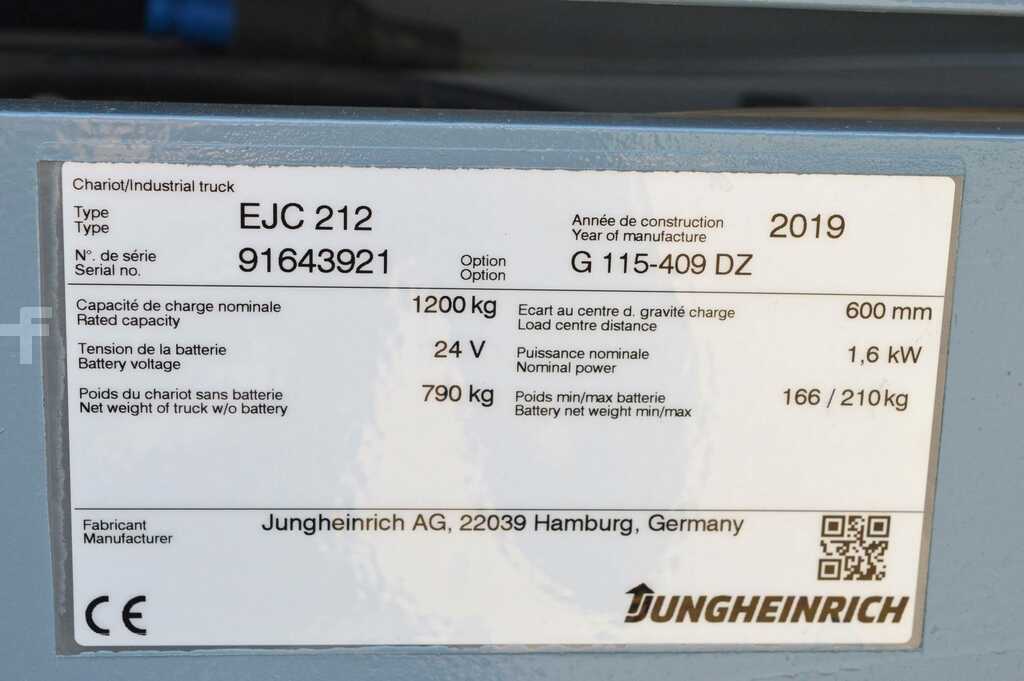 Chariot/Industrial truck
Type EJC 212 Année de construction 2019
Type Year of manufacture
N°. de série 91643921 Option G 115-409 DZ
Serial no. Option
Capacité de charge nominale 1200 kg Ecart au centre d. gravité charge 600 mm
Rated capacity Load centre distance
Tension de la batterie 24 V Puissance nominale 1,6 kW
Battery voltage Nominal power
Poids du chariot sans batterie 790 kg Poids min/max batterie 166 / 210 kg
Net weight of truck w/o battery Battery net weight min/max
Fabricant Jungheinrich AG, 22039 Hamburg, Germany
Manufacturer
CE JUNGHEINRICH
f